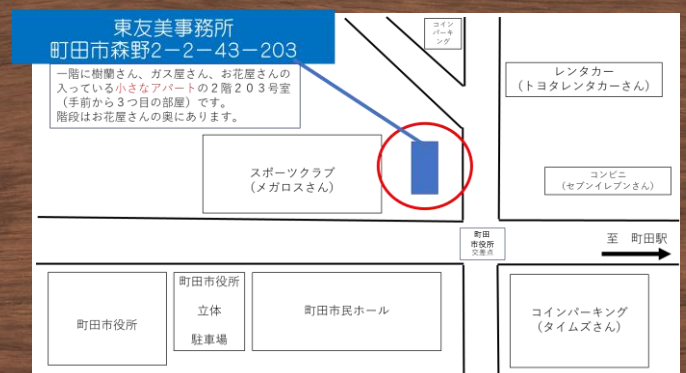 東友美事務所
町田市森野2-2-43-203
一階に樹蘭さん、ガス屋さん、お花屋さんの
入っている小さなアパートの2階203号室
(手前から3つ目の部屋)です。
階段はお花屋さんの奥にあります。
コイン
パーキ
ング
レンタカー
(トヨタレンタカーさん)
スポーツクラブ
(メガロスさん)
コンビニ
(セブンイレブンさん)
町田
市役所
交差点
至 町田駅
町田市役所
町田市役所
立体
駐車場
町田市民ホール
コインパーキング
(タイムズさん)